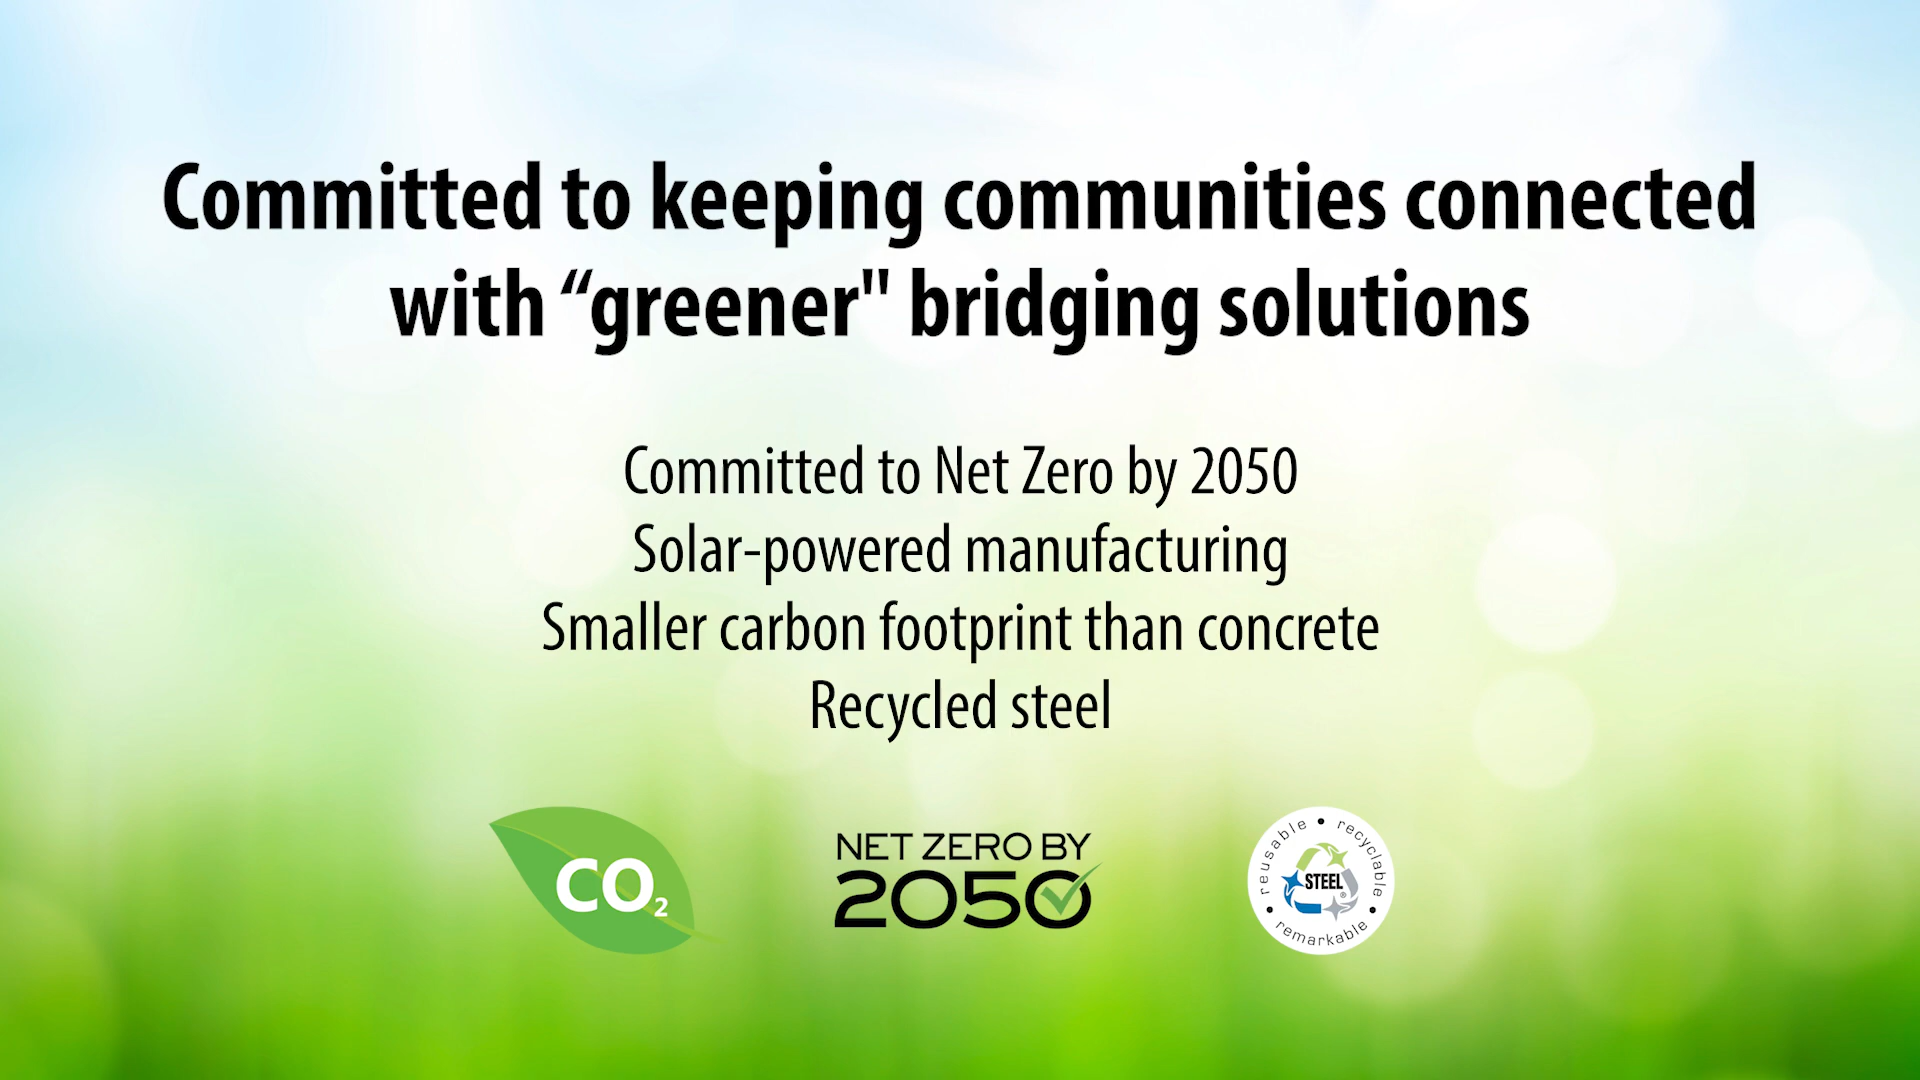 Committed to keeping communities connected
with “greener" bridging solutions
Committed to Net Zero by 2050
Solar-powered manufacturing
Smaller carbon footprint than concrete
Recycled steel
CO₂
NET ZERO BY
2050
reusable • recyclable • remarkable •
STEEL®